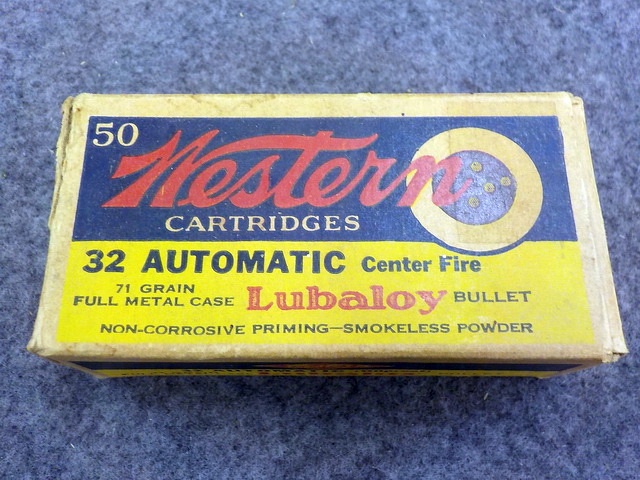 50 Western
CARTRIDGES
32 AUTOMATIC Center Fire
71 GRAIN
FULL METAL CASE Lubaloy BULLET
NON-CORROSIVE PRIMING—SMOKELESS POWDER